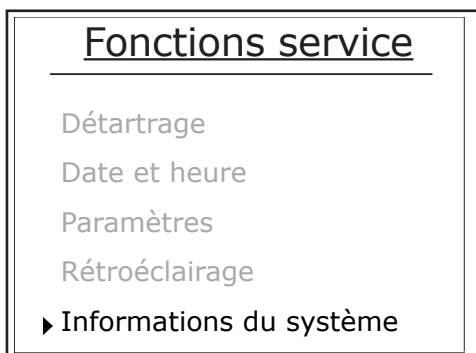 Fonctions service
Détartrage
Date et heure
Paramètres
Rétroéclairage
Informations du système